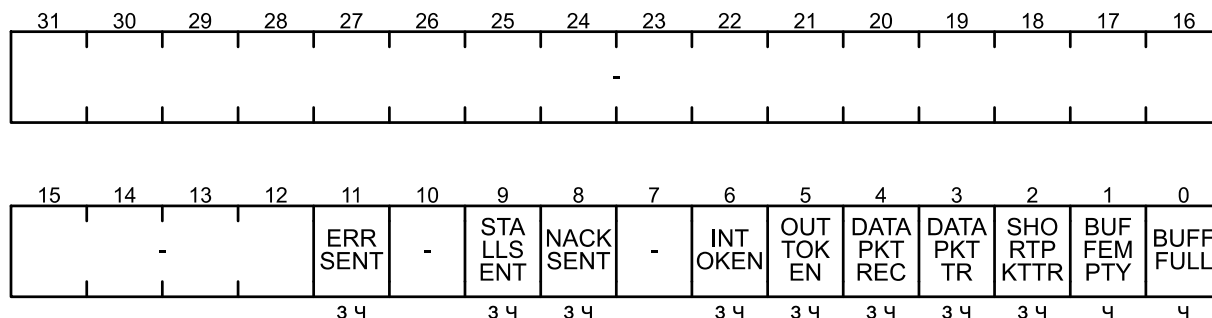 31 30 29 28 27 26 25 24 23 22 21 20 19 18 17 16
-
15 14 13 12 11 10 9 8 7 6 5 4 3 2 1 0
- ERR SENT - STA LLS ENT NACK SENT - INT OKEN OUT TOK EN DATA PKT REC DATA PKT TR SHO RTP KTTR BUF FEM PTY BUFF FULL
з ч з ч з ч з ч з ч з ч з ч з ч ч ч